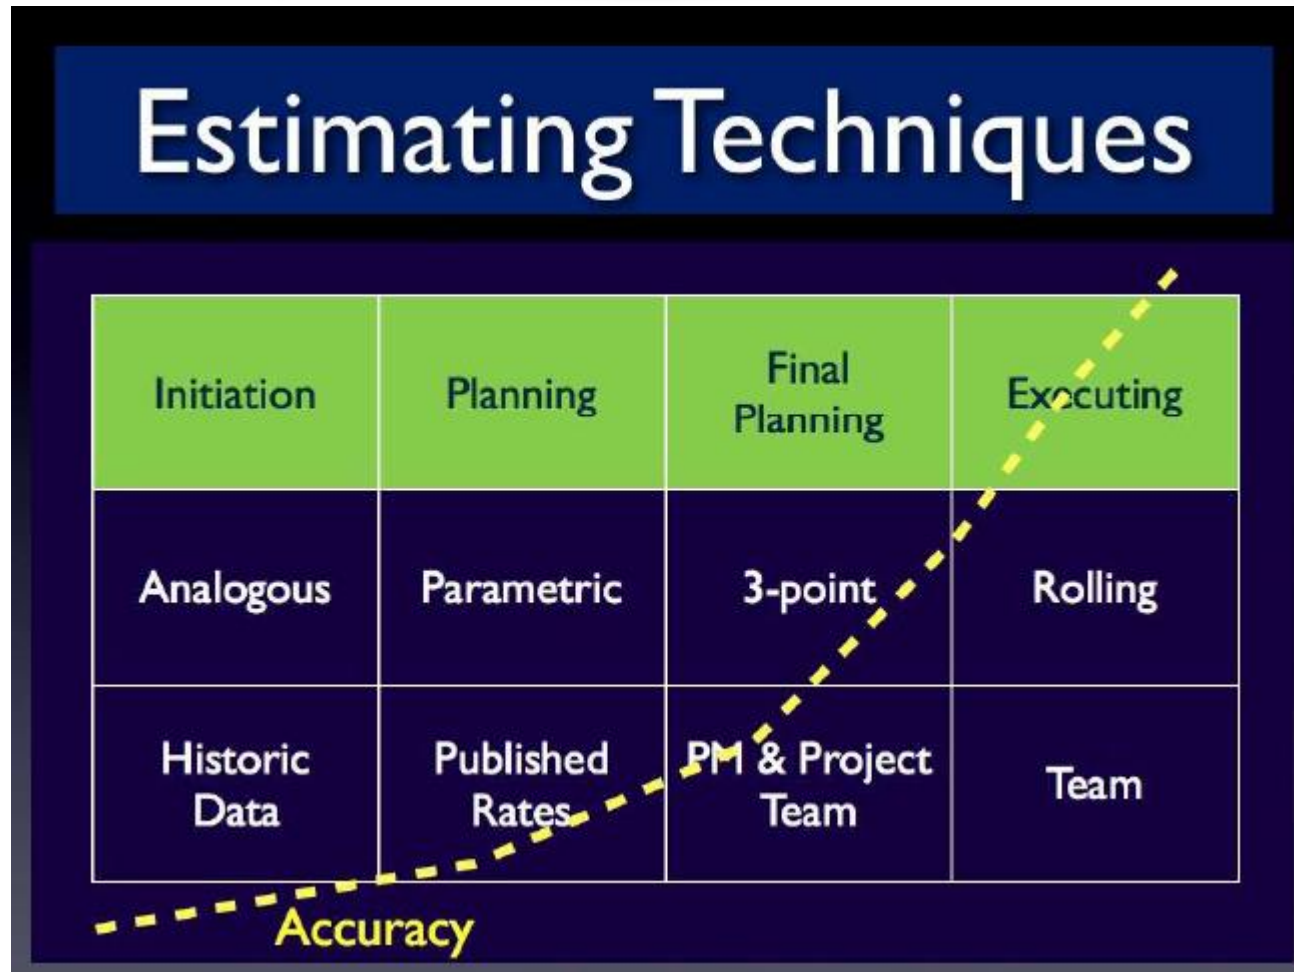 Estimating Techniques
Initiation
Planning
Final
Planning
Executing
Analogous
Parametric
3-point
Rolling
Historic
Data
Published
Rates
PM & Project
Team
Team
Accuracy